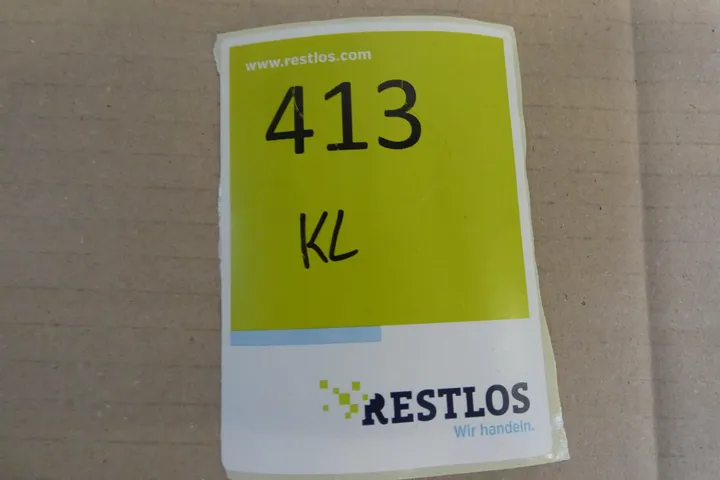 www.restlos.com
413
KL
RESTLOS
Wir handeln.